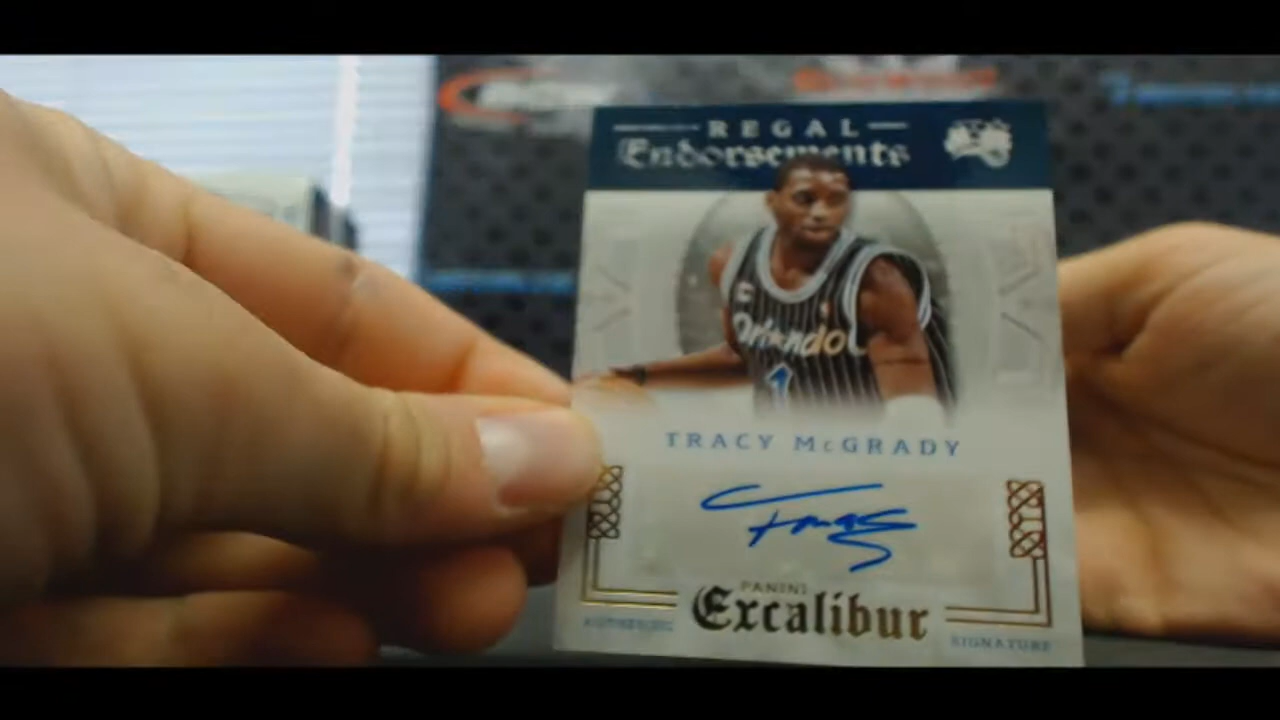 REGAL
Endorsements
Orlando
1
TRACY McGRADY
PANINI
Excalibur
AUTHENTIC
SIGNATURE